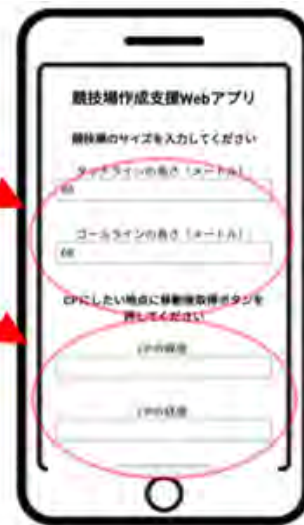 競技場作成支援Webアプリ
競技場のサイズを入力してください
タッチラインの長さ（メートル）
ゴールラインの長さ（メートル）
68
CPにしたい地点に移動後取得ボタンを
押してください
CPの緯度
CPの経度